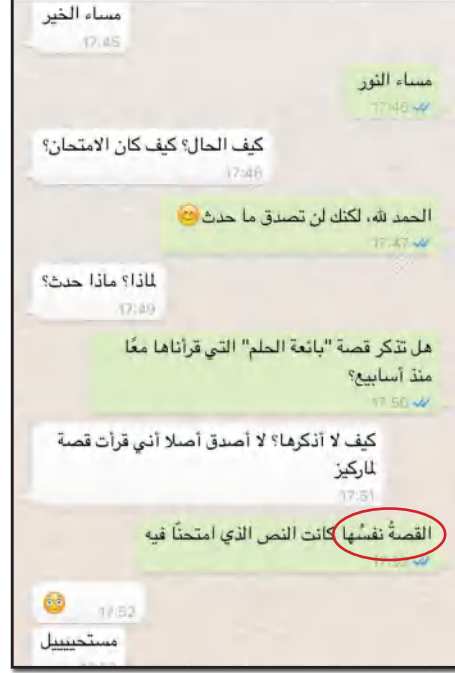 مساء الخير
17:45
مساء النور
17:46
كيف الحال؟ كيف كان الامتحان؟
17:46
الحمد لله، لكنك لن تصدق ما حدث😊
17:47
لماذا؟ ماذا حدث؟
17:49
هل تذكر قصة "بائعة الحلم" التي قرأناها معًا
منذ أسابيع؟
17:50
كيف لا أذكرها؟ لا أصدق أصلا أني قرأت قصة
لماركيز
17:51
القصةُ نفسُها كانت النص الذي امتحنّا فيه
😳 17:52
مستحيييييل